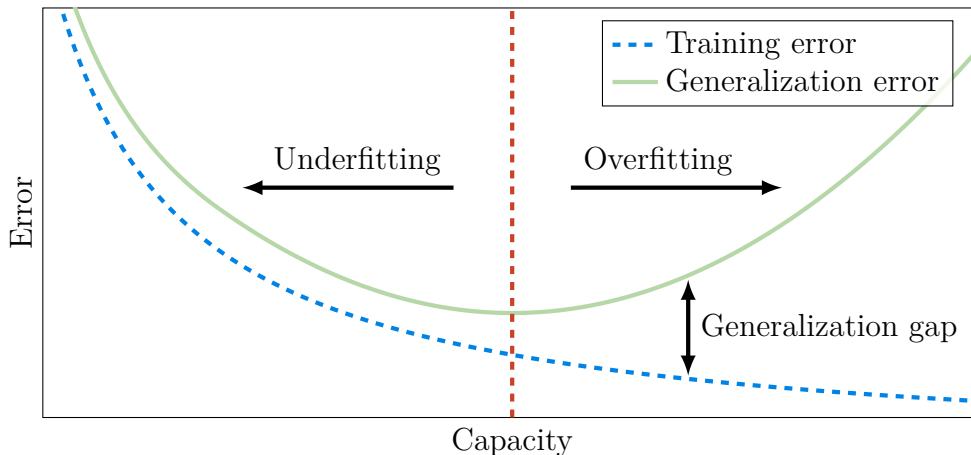 Training error
Generalization error
Underfitting
Overfitting
Error
Generalization gap
Capacity